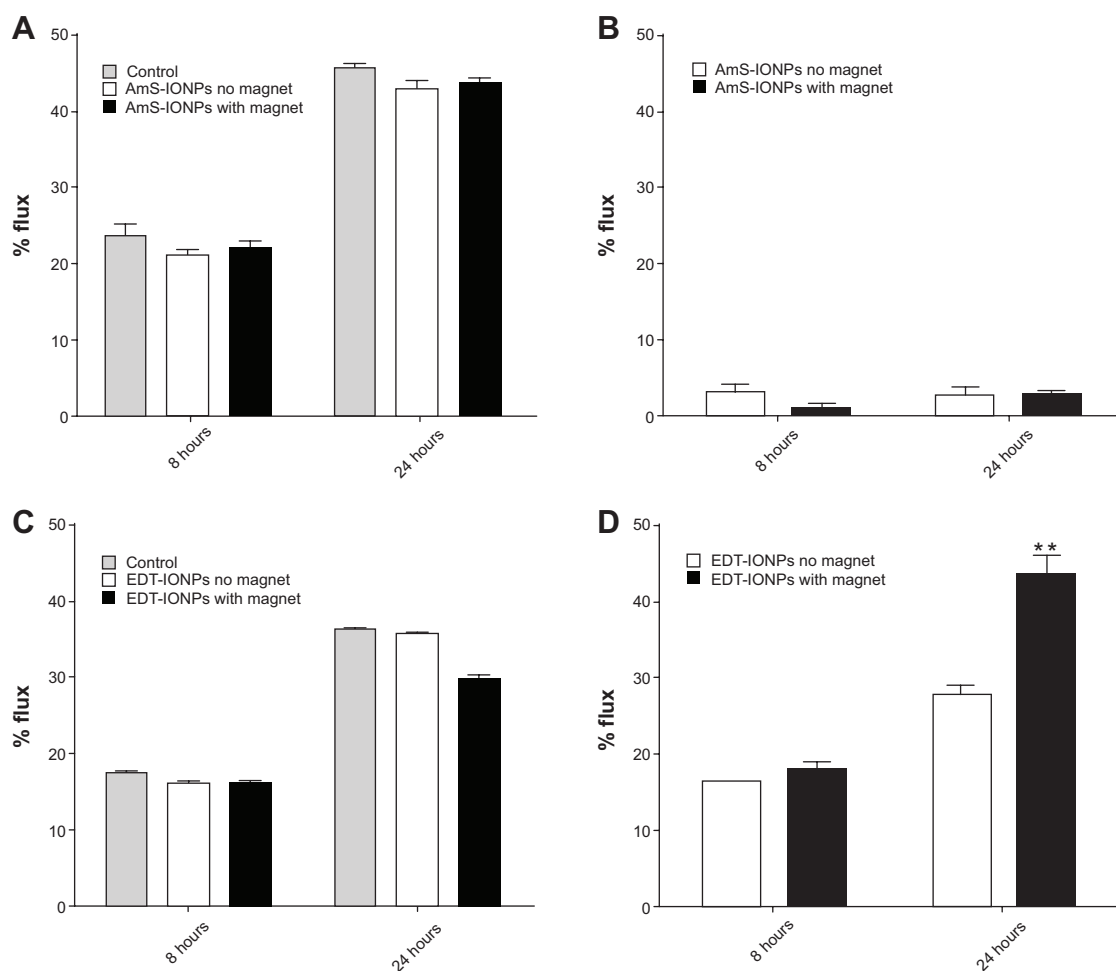 A
% flux
50
40
30
20
10
0
Control
AmS-IONPs no magnet
AmS-IONPs with magnet
8 hours
24 hours
B
% flux
50
40
30
20
10
0
AmS-IONPs no magnet
AmS-IONPs with magnet
8 hours
24 hours
C
% flux
50
40
30
20
10
0
Control
EDT-IONPs no magnet
EDT-IONPs with magnet
8 hours
24 hours
D
% flux
50
40
30
20
10
0
EDT-IONPs no magnet
EDT-IONPs with magnet
**
8 hours
24 hours